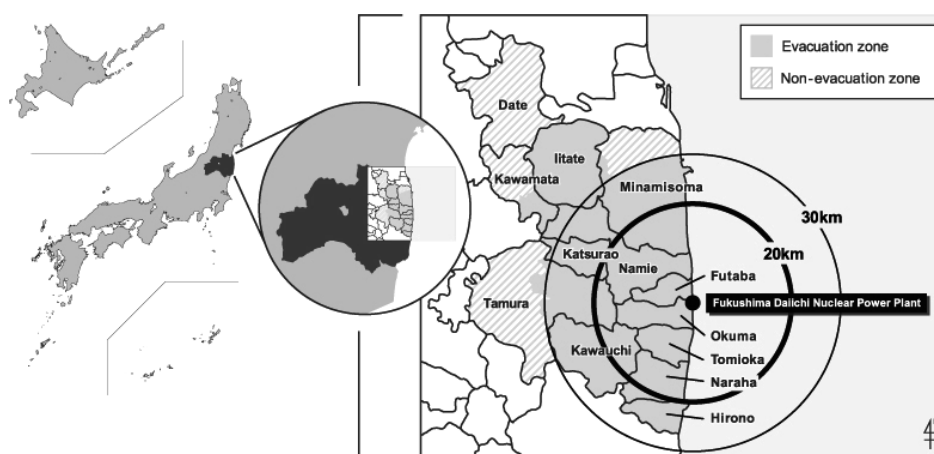 Evacuation zone
Non-evacuation zone
Date
Iitate
Kawamata
Minamisoma
30km
20km
Katsurao
Namie
Futaba
Tamura
Fukushima Daiichi Nuclear Power Plant
Okuma
Kawauchi
Tomioka
Naraha
Hirono